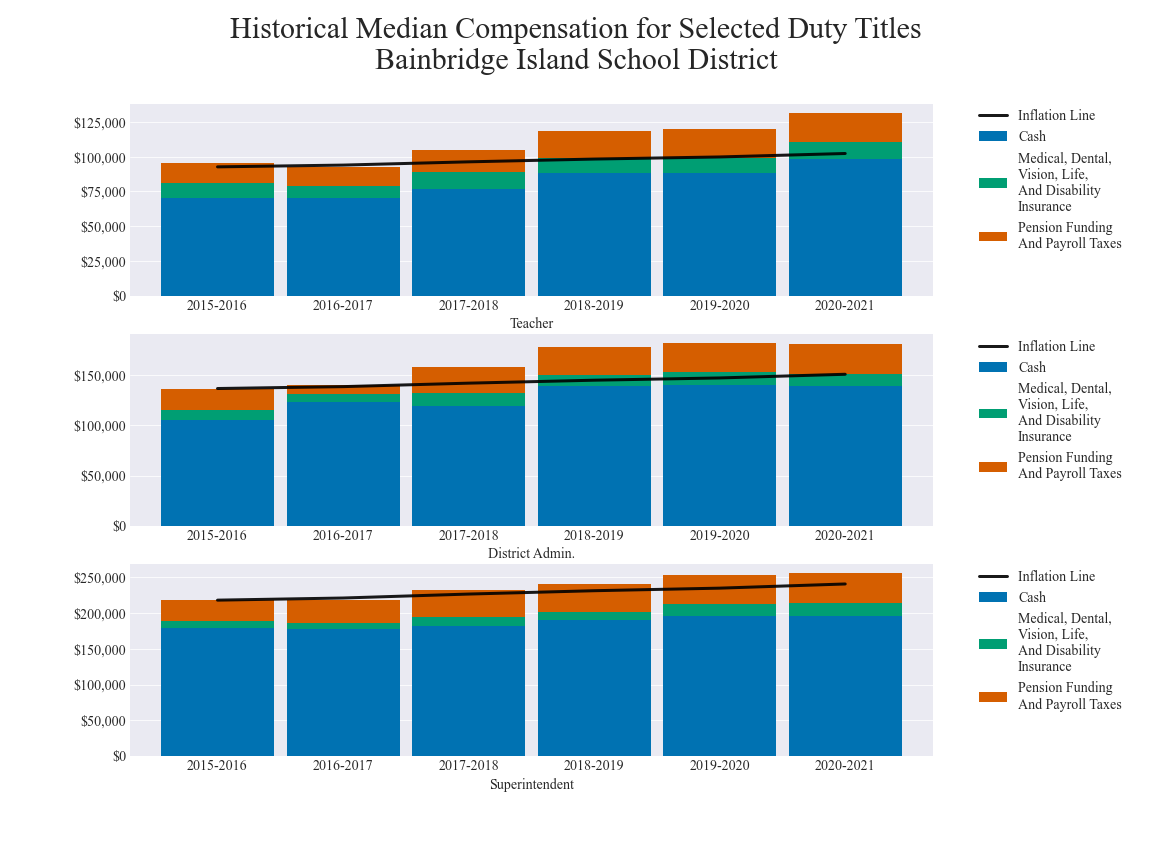 Historical Median Compensation for Selected Duty Titles
Bainbridge Island School District
$125,000
$100,000
$75,000
$50,000
$25,000
$0
2015-2016 2016-2017 2017-2018 2018-2019 2019-2020 2020-2021
Teacher
Inflation Line
Cash
Medical, Dental,
Vision, Life,
And Disability
Insurance
Pension Funding
And Payroll Taxes
$150,000
$100,000
$50,000
$0
2015-2016 2016-2017 2017-2018 2018-2019 2019-2020 2020-2021
District Admin.
Inflation Line
Cash
Medical, Dental,
Vision, Life,
And Disability
Insurance
Pension Funding
And Payroll Taxes
$250,000
$200,000
$150,000
$100,000
$50,000
$0
2015-2016 2016-2017 2017-2018 2018-2019 2019-2020 2020-2021
Superintendent
Inflation Line
Cash
Medical, Dental,
Vision, Life,
And Disability
Insurance
Pension Funding
And Payroll Taxes